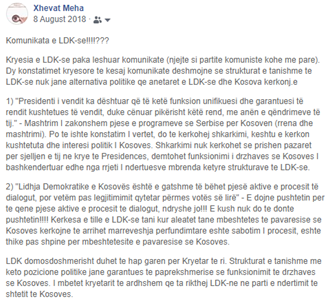 Xhevat Meha
8 August 2018 ·
Komunikata e LDK-se!!!!???
Kryesia e LDK-se paka leshuar komunikate (njejte si partite komuniste kohe me pare).
Dy konstatimet kryesore te kesaj komunikate deshmojne se strukturat e tanishme te
LDK-se nuk jane alternativa politike qe anetaret e LDK-se dhe Kosova kerkonj.e
1) "Presidenti i vendit ka dështuar që të ketë funksion unifikues dhe garantuesi të
rendit kushtetues të vendit, duke cënuar pikërisht këtë rend, me anën e qëndrimeve të
tij." - Mashtrim I zakonshem pjese e programeve se Serbise per Kosoven (rrena dhe
mashtrimi). Po te ishte konstatim I vertet, do te kerkohej shkarkimi, keshtu e kerkon
kushtetuta dhe interesi politik I Kosoves. Shkarkimi nuk kerkohet se prishen pazaret
per sjelljen e tij ne krye te Presidences, demtohet funksionimi i drzhaves se Kosoves I
bashkendertuar edhe nga rrjeti I ndertuesve mbrenda ketyre strukturave te LDK-se.
2) "Lidhja Demokratike e Kosovës është e gatshme të bëhet pjesë aktive e procesit të
dialogut, por vetëm pas legjitimimit qytetar përmes votës së lirë" - E dojne pushtetin per
te qene pjese aktive e procesit te dialogut, ndryshe jo!!! E kush nuk do te donte
pushtetin!!!!! Kerkesa e tille e LDK-se tani kur aleatet tane mbeshtetes te pavaresise se
Kosoves kerkojne te arrihet marreveshja perfundimtare eshte sabotim I procesit, eshte
thike pas shpine per mbeshtetesite e pavaresise se Kosoves.
LDK domosdoshmerisht duhet te hap garen per Kryetar te ri. Strukturat e tanishme me
keto pozicione politike jane garantues te paprekshmerise se funksionimit te drzhaves
se Kosoves. I mbetet kryetarit te ardhshem qe ta rikthej LDK-ne ne parti e ndertimit te
shtetit te Kosoves.